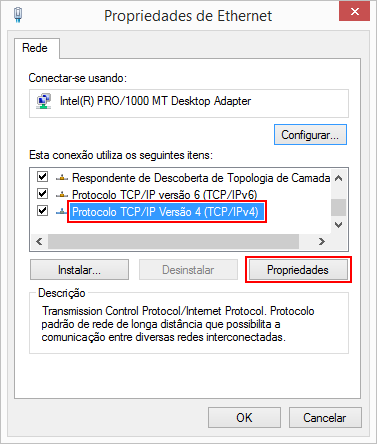 Propriedades de Ethernet
Rede
Conectar-se usando:
Intel(R) PRO/1000 MT Desktop Adapter
Configurar...
Esta conexão utiliza os seguintes itens:
Respondente de Descoberta de Topologia de Camada
Protocolo TCP/IP versão 6 (TCP/IPv6)
Protocolo TCP/IP Versão 4 (TCP/IPv4)
Instalar...
Desinstalar
Propriedades
Descrição
Transmission Control Protocol/Internet Protocol. Protocolo
padrão de rede de longa distância que possibilita a
comunicação entre diversas redes interconectadas.
OK
Cancelar